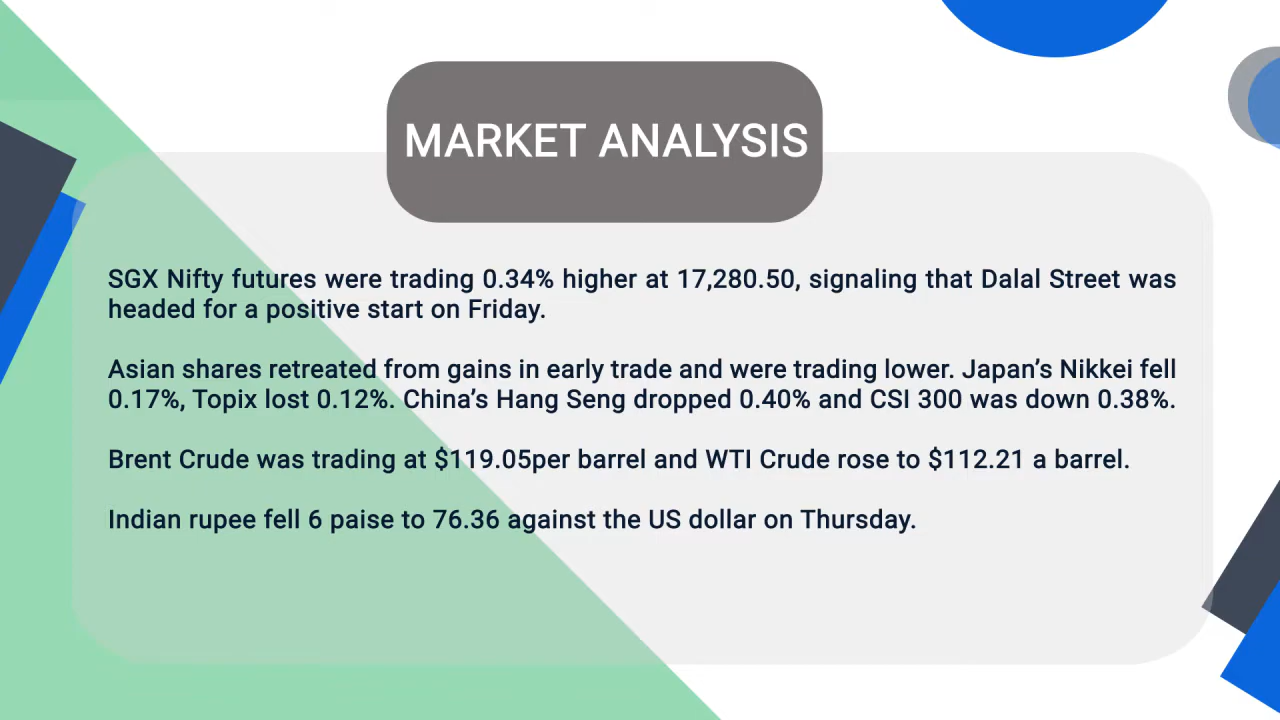 MARKET ANALYSIS
SGX Nifty futures were trading 0.34% higher at 17,280.50, signaling that Dalal Street was
headed for a positive start on Friday.
Asian shares retreated from gains in early trade and were trading lower. Japan’s Nikkei fell
0.17%, Topix lost 0.12%. China’s Hang Seng dropped 0.40% and CSI 300 was down 0.38%.
Brent Crude was trading at $119.05per barrel and WTI Crude rose to $112.21 a barrel.
Indian rupee fell 6 paise to 76.36 against the US dollar on Thursday.